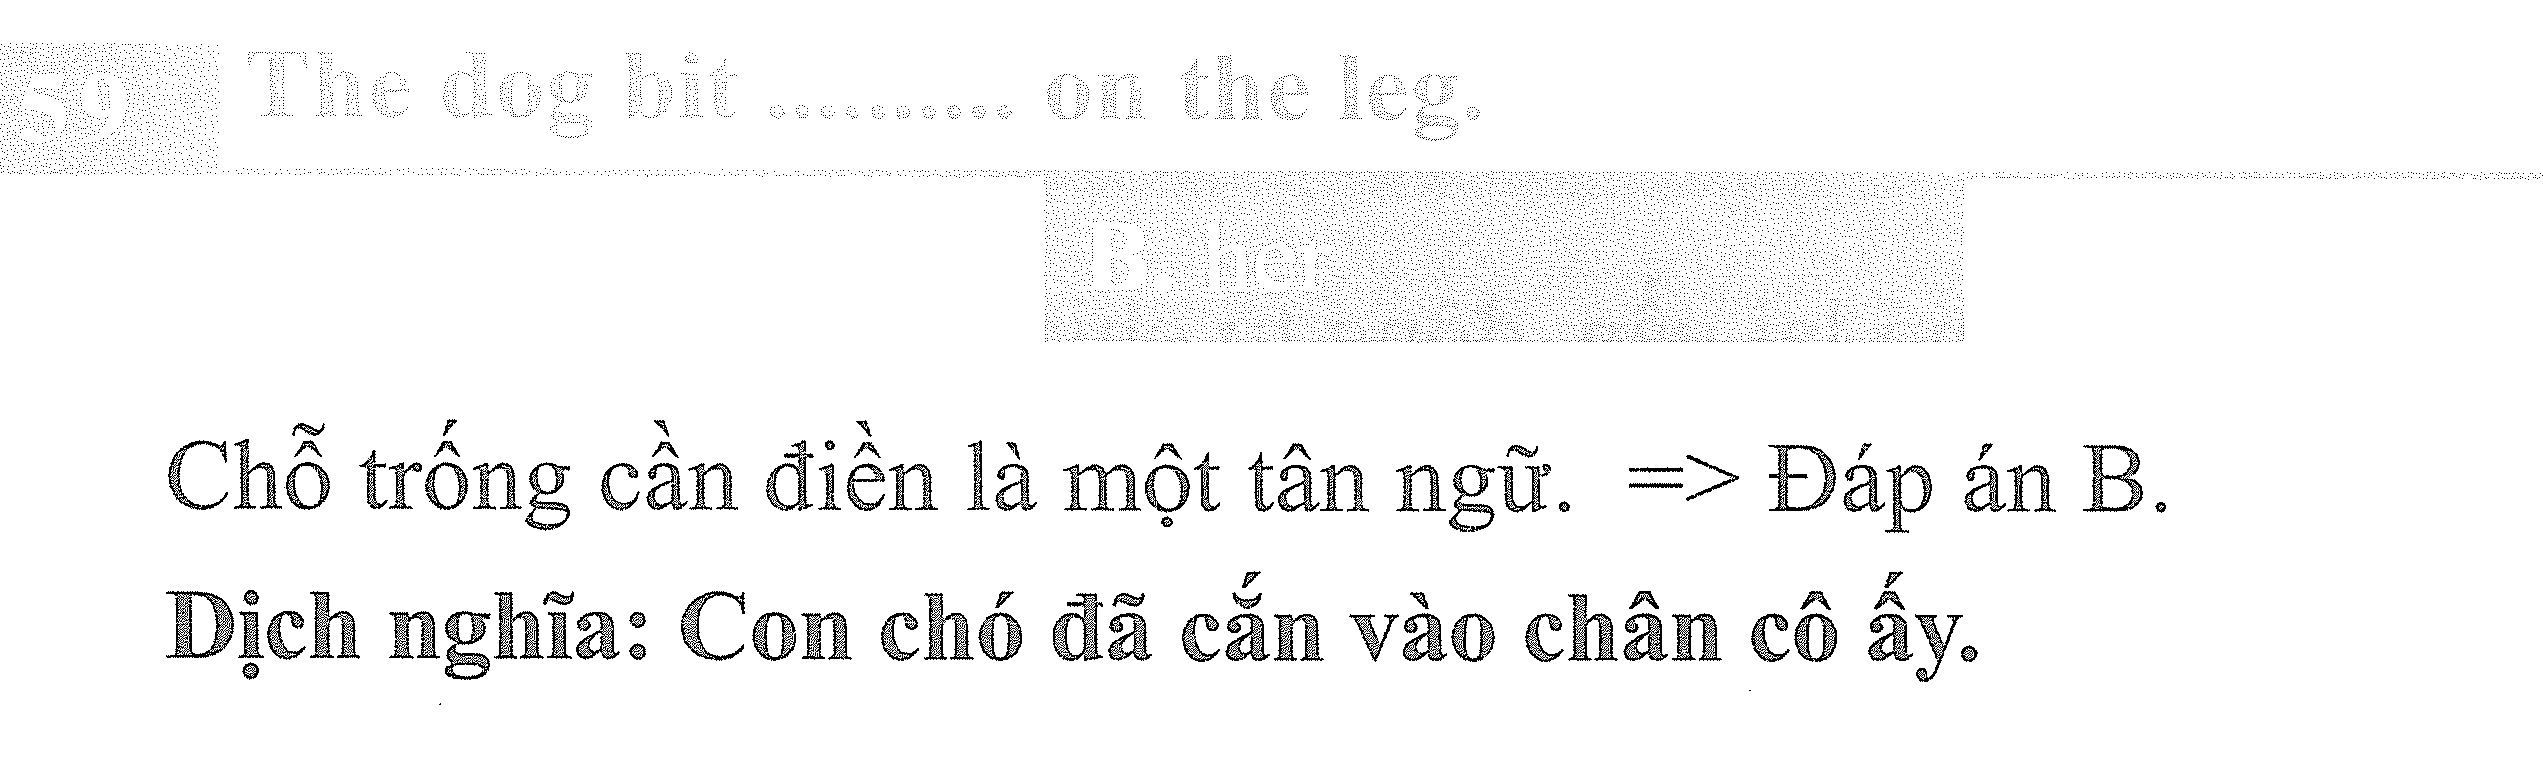 59 The dog bit .......... on the leg.
B. her
Chỗ trống cần điền là một tân ngữ. => Đáp án B.
Dịch nghĩa: Con chó đã cắn vào chân cô ấy.